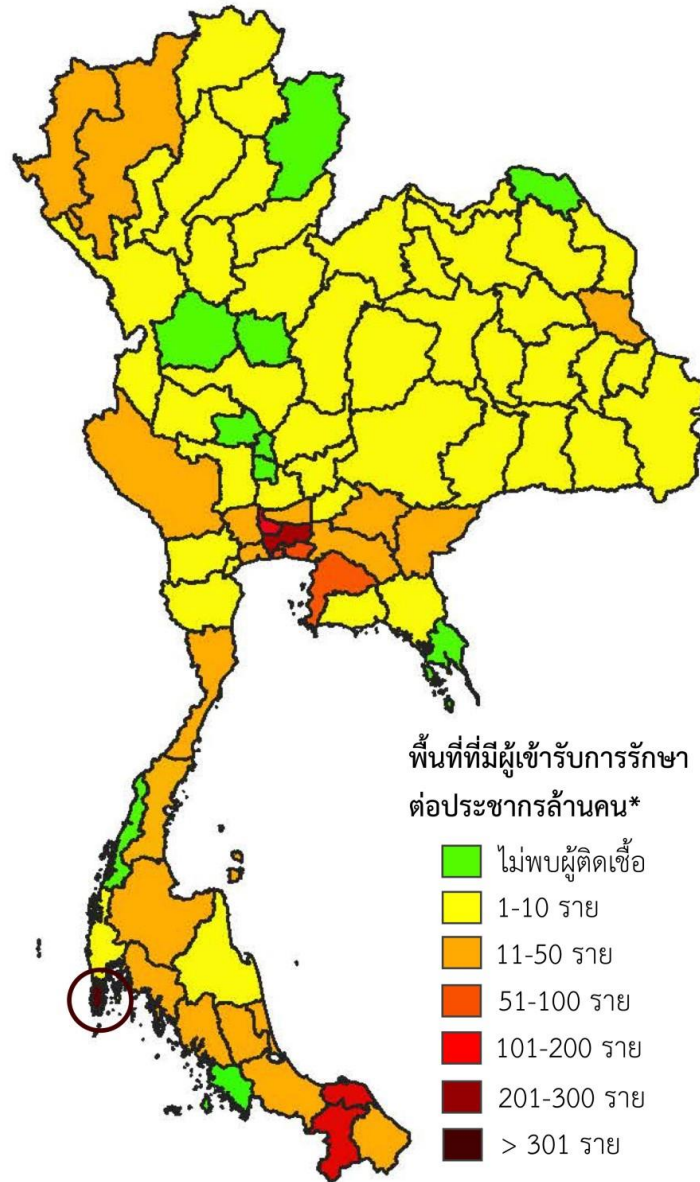 พื้นที่ที่มีผู้เข้ารับการรักษา
ต่อประชากรล้านคน*
ไม่พบผู้ติดเชื้อ
1-10 ราย
11-50 ราย
51-100 ราย
101-200 ราย
201-300 ราย
> 301 ราย